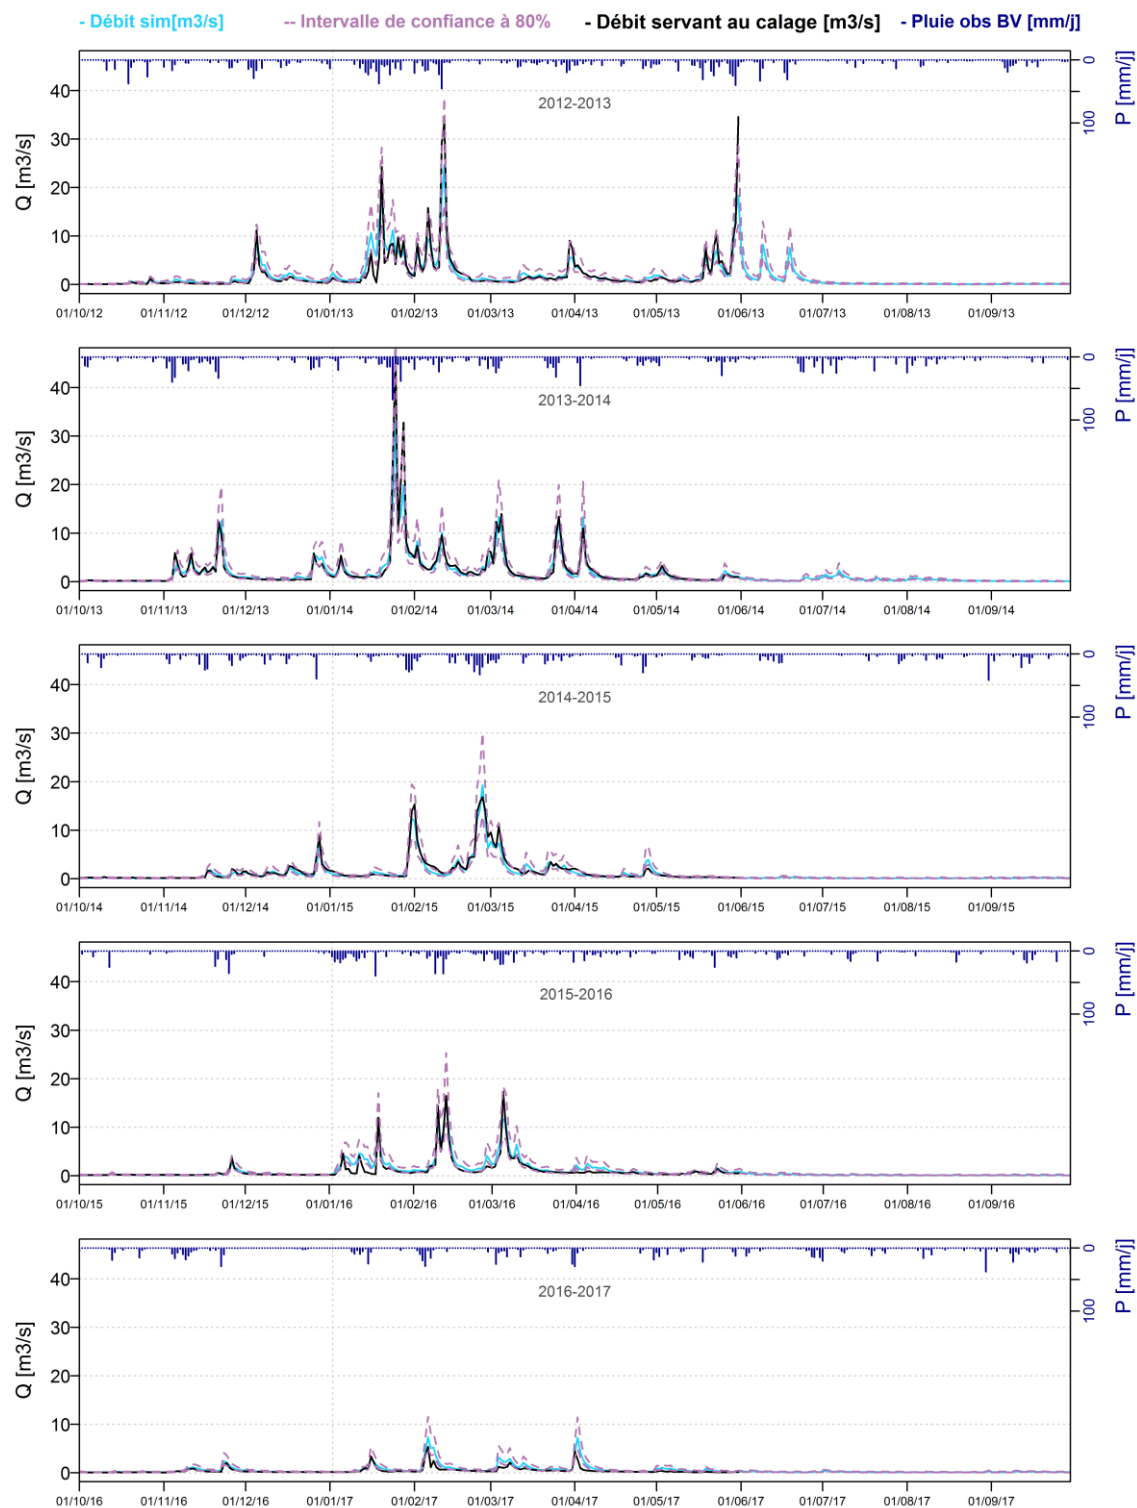 - Débit sim[m3/s] -- Intervalle de confiance à 80% - Débit servant au calage [m3/s] - Pluie obs BV [mm/j]
Q [m3/s]
40
30
20
10
0
2012-2013
0
100
P [mm/j]
01/10/12 01/11/12 01/12/12 01/01/13 01/02/13 01/03/13 01/04/13 01/05/13 01/06/13 01/07/13 01/08/13 01/09/13
Q [m3/s]
40
30
20
10
0
2013-2014
0
100
P [mm/j]
01/10/13 01/11/13 01/12/13 01/01/14 01/02/14 01/03/14 01/04/14 01/05/14 01/06/14 01/07/14 01/08/14 01/09/14
Q [m3/s]
40
30
20
10
0
2014-2015
0
100
P [mm/j]
01/10/14 01/11/14 01/12/14 01/01/15 01/02/15 01/03/15 01/04/15 01/05/15 01/06/15 01/07/15 01/08/15 01/09/15
Q [m3/s]
40
30
20
10
0
2015-2016
0
100
P [mm/j]
01/10/15 01/11/15 01/12/15 01/01/16 01/02/16 01/03/16 01/04/16 01/05/16 01/06/16 01/07/16 01/08/16 01/09/16
Q [m3/s]
40
30
20
10
0
2016-2017
0
100
P [mm/j]
01/10/16 01/11/16 01/12/16 01/01/17 01/02/17 01/03/17 01/04/17 01/05/17 01/06/17 01/07/17 01/08/17 01/09/17